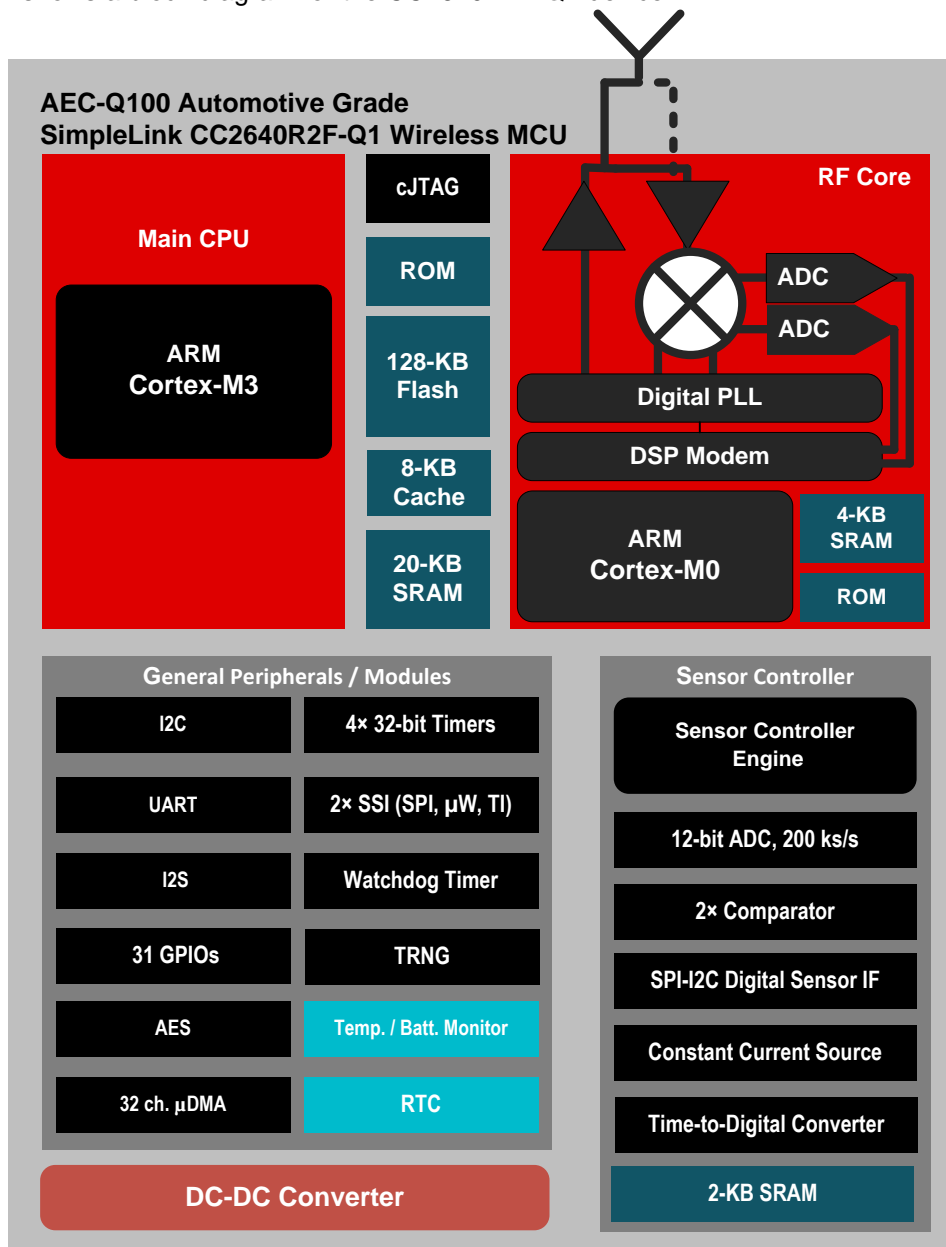 AEC-Q100 Automotive Grade
SimpleLink CC2640R2F-Q1 Wireless MCU
Main CPU
ARM
Cortex-M3
cJTAG
ROM
128-KB
Flash
8-KB
Cache
20-KB
SRAM
RF Core
ADC
ADC
Digital PLL
DSP Modem
ARM
Cortex-M0
4-KB
SRAM
ROM
General Peripherals / Modules
I2C
4× 32-bit Timers
UART
2× SSI (SPI, µW, TI)
I2S
Watchdog Timer
31 GPIOs
TRNG
AES
Temp. / Batt. Monitor
32 ch. µDMA
RTC
Sensor Controller
Sensor Controller
Engine
12-bit ADC, 200 ks/s
2× Comparator
SPI-I2C Digital Sensor IF
Constant Current Source
Time-to-Digital Converter
2-KB SRAM
DC-DC Converter